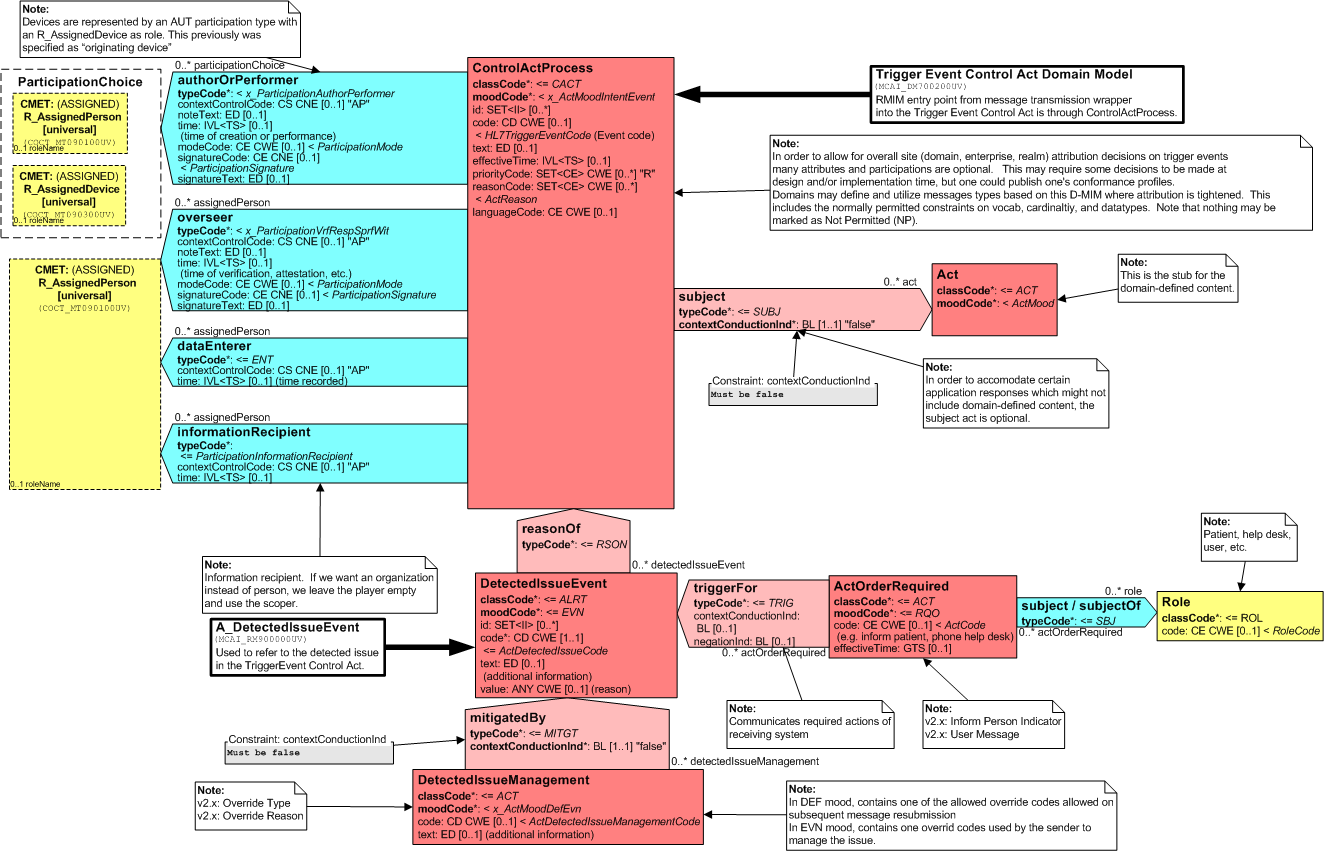 Note:
Devices are represented by an AUT participation type with
an R_AssignedDevice as role. This previously was
specified as "originating device"
0..* participationChoice
ParticipationChoice
CMET: (ASSIGNED)
R_AssignedPerson
[universal]
(COCT_MT090100UV)
0..1 roleName
CMET: (ASSIGNED)
R_AssignedDevice
[universal]
(COCT_MT090300UV)
0..1 roleName
authorOrPerformer
typeCode*: < x_ParticipationAuthorPerformer
contextControlCode: CS CNE [0..1] "AP"
noteText: ED [0..1]
time: IVL<TS> [0..1]
(time of creation or performance)
modeCode: CE CWE [0..1] < ParticipationMode
signatureCode: CE CNE [0..1]
< ParticipationSignature
signatureText: ED [0..1]
0..* assignedPerson
overseer
typeCode*: < x_ParticipationVrfRespSprfWit
contextControlCode: CS CNE [0..1] "AP"
noteText: ED [0..1]
time: IVL<TS> [0..1]
(time of verification, attestation, etc.)
modeCode: CE CWE [0..1] < ParticipationMode
signatureCode: CE CNE [0..1] < ParticipationSignature
signatureText: ED [0..1]
CMET: (ASSIGNED)
R_AssignedPerson
[universal]
(COCT_MT090100UV)
0..1 roleName
0..* assignedPerson
dataEnterer
typeCode*: <= ENT
contextControlCode: CS CNE [0..1] "AP"
time: IVL<TS> [0..1] (time recorded)
0..* assignedPerson
informationRecipient
typeCode*:
<= ParticipationInformationRecipient
contextControlCode: CS CNE [0..1] "AP"
time: IVL<TS> [0..1]
ControlActProcess
classCode*: <= CACT
moodCode*: < x_ActMoodIntentEvent
id: SET<II> [0..*]
code: CD CWE [0..1]
< HL7TriggerEventCode (Event code)
text: ED [0..1]
effectiveTime: IVL<TS> [0..1]
priorityCode: SET<CE> CWE [0..*] "R"
reasonCode: SET<CE> CWE [0..*]
< ActReason
languageCode: CE CWE [0..1]
Trigger Event Control Act Domain Model
(MCAI_DM700200UV)
RMIM entry point from message transmission wrapper
into the Trigger Event Control Act is through ControlActProcess.
Note:
In order to allow for overall site (domain, enterprise, realm) attribution decisions on trigger events
many attributes and participations are optional. This may require some decisions to be made at
design and/or implementation time, but one could publish one's conformance profiles.
Domains may define and utilize messages types based on this D-MIM where attribution is tightened. This
includes the normally permitted constraints on vocab, cardinaltiy, and datatypes. Note that nothing may be
marked as Not Permitted (NP).
0..* act
subject
typeCode*: <= SUBJ
contextConductionInd*: BL [1..1] "false"
Act
classCode*: <= ACT
moodCode*: < ActMood
Note:
This is the stub for the
domain-defined content.
Constraint: contextConductionInd
Must be false
Note:
In order to accomodate certain
application responses which might not
include domain-defined content, the
subject act is optional.
reasonOf
typeCode*: <= RSON
0..* detectedIssueEvent
Note:
Information recipient. If we want an organization
instead of person, we leave the player empty
and use the scoper.
A_DetectedIssueEvent
(MCAI_RM900000UV)
Used to refer to the detected issue
in the TriggerEvent Control Act.
DetectedIssueEvent
classCode*: <= ALRT
moodCode*: <= EVN
id: SET<II> [0..*]
code*: CD CWE [1..1]
<= ActDetectedIssueCode
text: ED [0..1]
(additional information)
value: ANY CWE [0..1] (reason)
triggerFor
typeCode*: <= TRIG
contextConductionInd:
BL [0..1]
negationInd: BL [0..1]
0..* actOrderRequired
ActOrderRequired
classCode*: <= ACT
moodCode*: <= RQO
code: CE CWE [0..1] < ActCode
(e.g. inform patient, phone help desk)
effectiveTime: GTS [0..1]
0..* role
subject / subjectOf
typeCode*: <= SBJ
0..* actOrderRequired
Note:
Patient, help desk,
user, etc.
Role
classCode*: <= ROL
code: CE CWE [0..1] < RoleCode
Note:
Communicates required actions of
receiving system
Note:
v2.x: Inform Person Indicator
v2.x: User Message
mitigatedBy
typeCode*: <= MITGT
contextConductionInd*: BL [1..1] "false"
0..* detectedIssueManagement
Constraint: contextConductionInd
Must be false
Note:
v2.x: Override Type
v2.x: Override Reason
DetectedIssueManagement
classCode*: <= ACT
moodCode*: < x_ActMoodDefEvn
code: CD CWE [0..1] < ActDetectedIssueManagementCode
text: ED [0..1] (additional information)
Note:
In DEF mood, contains one of the allowed override codes allowed on
subsequent message resubmission
In EVN mood, contains one overrid codes used by the sender to
manage the issue.